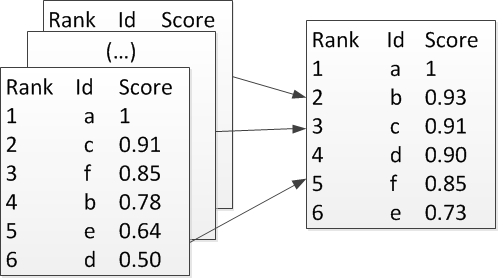 Rank Id Score
(...)
Rank Id Score
1 a 1
2 c 0.91
3 f 0.85
4 b 0.78
5 e 0.64
6 d 0.50
Rank Id Score
1 a 1
2 b 0.93
3 c 0.91
4 d 0.90
5 f 0.85
6 e 0.73